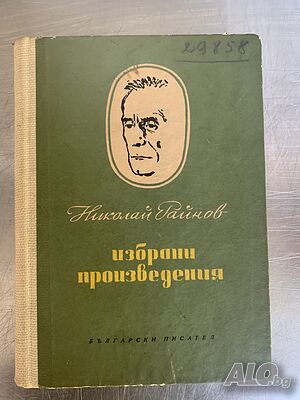 29858
Николай Райнов
избрани
произведения
БЪЛГАРСКИ ПИСАТЕЛ
ALO.bg